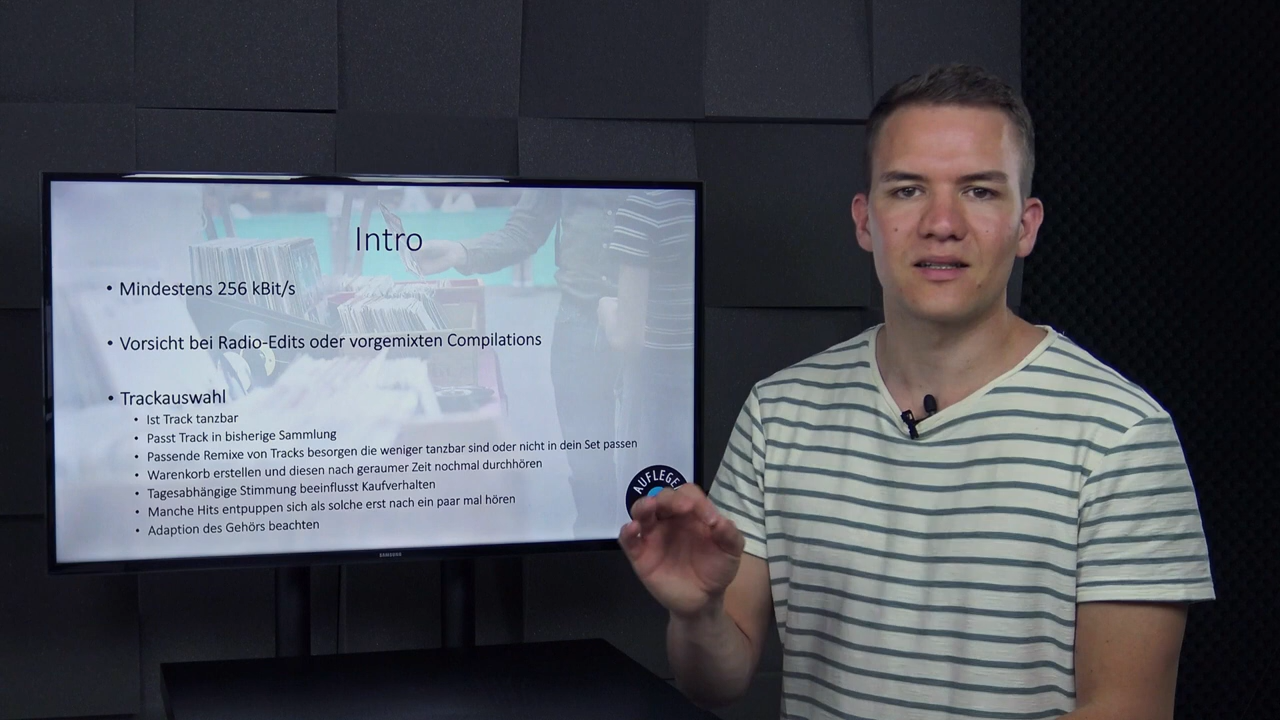 Intro
• Mindestens 256 kBit/s
• Vorsicht bei Radio-Edits oder vorgemixten Compilations
• Trackauswahl
• Ist Track tanzbar
• Passt Track in bisherige Sammlung
• Passende Remixe von Tracks besorgen die weniger tanzbar sind oder nicht in dein Set passen
• Warenkorb erstellen und diesen nach geraumer Zeit nochmal durchhören
• Tagesabhängige Stimmung beeinflusst Kaufverhalten
• Manche Hits entpuppen sich als solche erst nach ein paar mal hören
• Adaption des Gehörs beachten
SAMSUNG